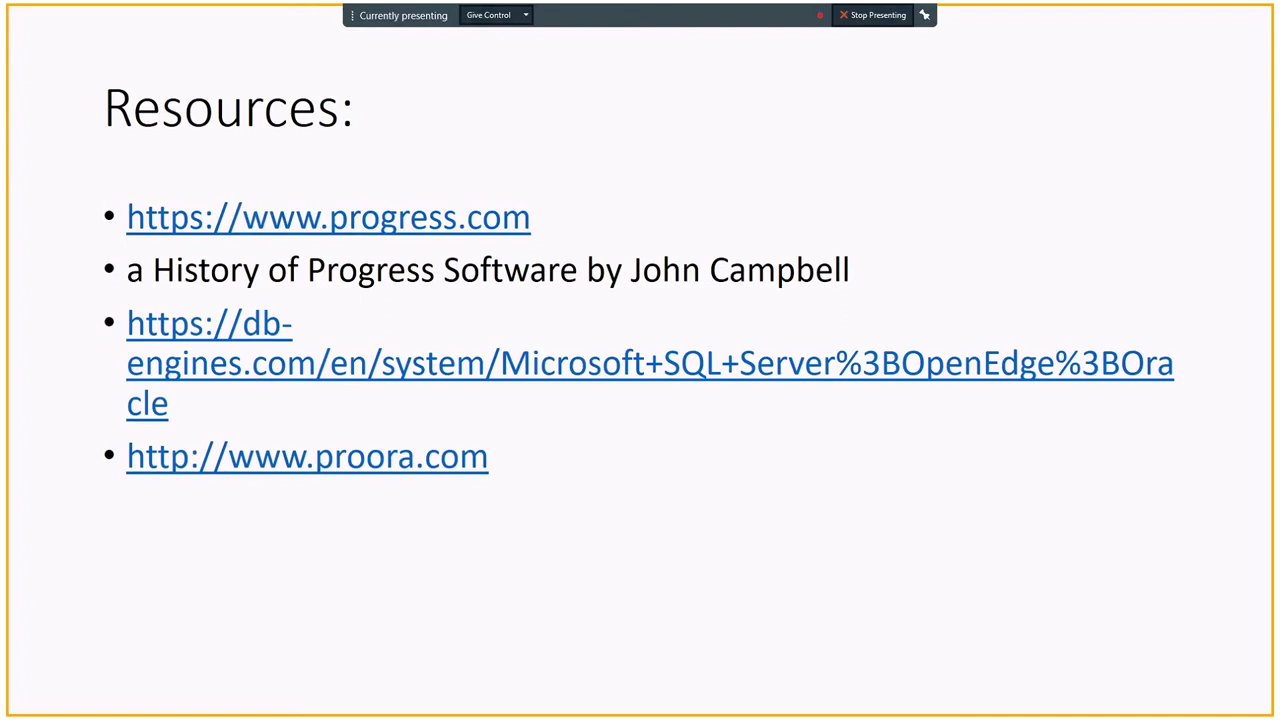 Currently presenting Give Control Stop Presenting
Resources:
• https://www.progress.com
• a History of Progress Software by John Campbell
• https://db-
engines.com/en/system/Microsoft+SQL+Server%3BOpenEdge%3BOra
cle
• http://www.proora.com